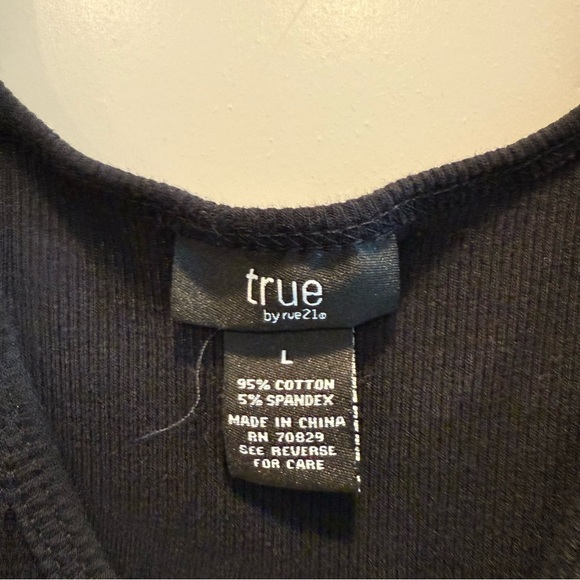 true
by rue21®
L
95% COTTON
5% SPANDEX
MADE IN CHINA
RN 70829
SEE REVERSE
FOR CARE